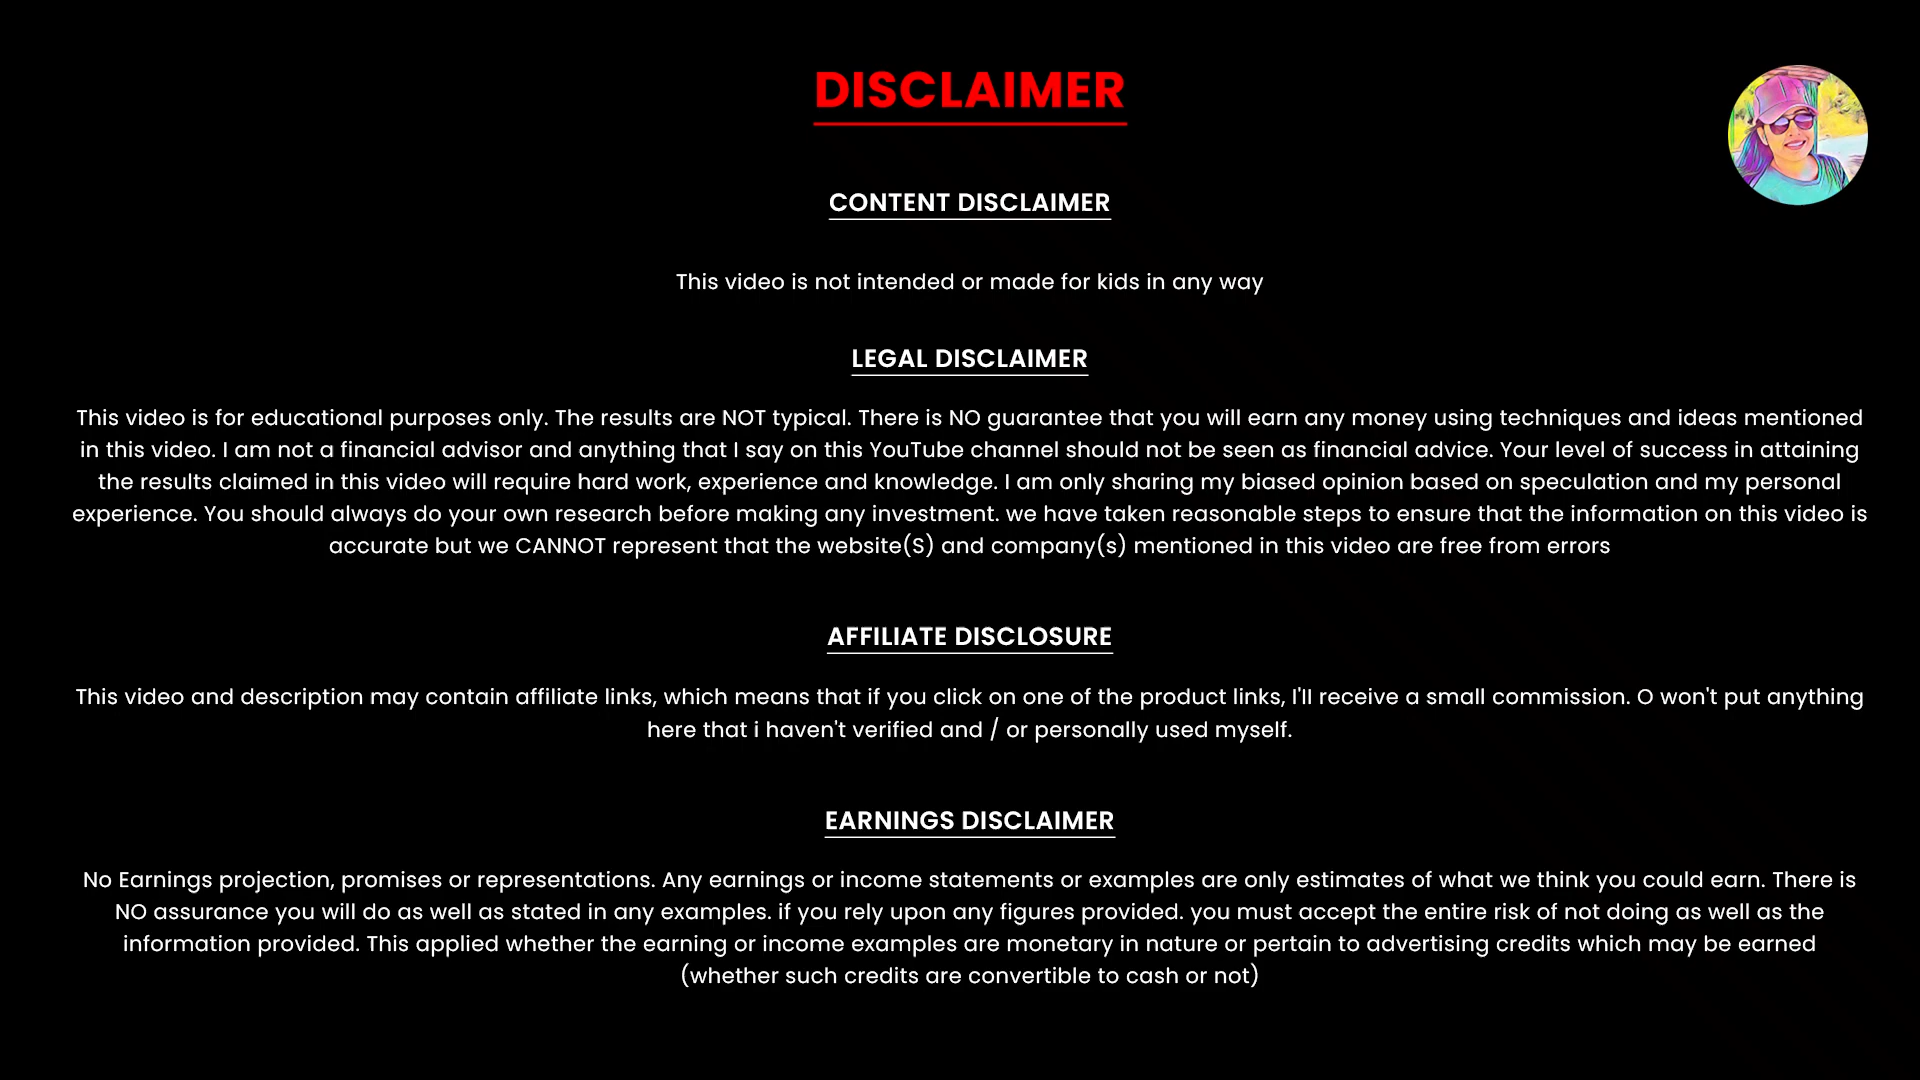 DISCLAIMER
CONTENT DISCLAIMER
This video is not intended or made for kids in any way
LEGAL DISCLAIMER
This video is for educational purposes only. The results are NOT typical. There is NO guarantee that you will earn any money using techniques and ideas mentioned
in this video. I am not a financial advisor and anything that I say on this YouTube channel should not be seen as financial advice. Your level of success in attaining
the results claimed in this video will require hard work, experience and knowledge. I am only sharing my biased opinion based on speculation and my personal
experience. You should always do your own research before making any investment. we have taken reasonable steps to ensure that the information on this video is
accurate but we CANNOT represent that the website(S) and company(s) mentioned in this video are free from errors
AFFILIATE DISCLOSURE
This video and description may contain affiliate links, which means that if you click on one of the product links, I'll receive a small commission. O won't put anything
here that i haven't verified and / or personally used myself.
EARNINGS DISCLAIMER
No Earnings projection, promises or representations. Any earnings or income statements or examples are only estimates of what we think you could earn. There is
NO assurance you will do as well as stated in any examples. if you rely upon any figures provided. you must accept the entire risk of not doing as well as the
information provided. This applied whether the earning or income examples are monetary in nature or pertain to advertising credits which may be earned
(whether such credits are convertible to cash or not)